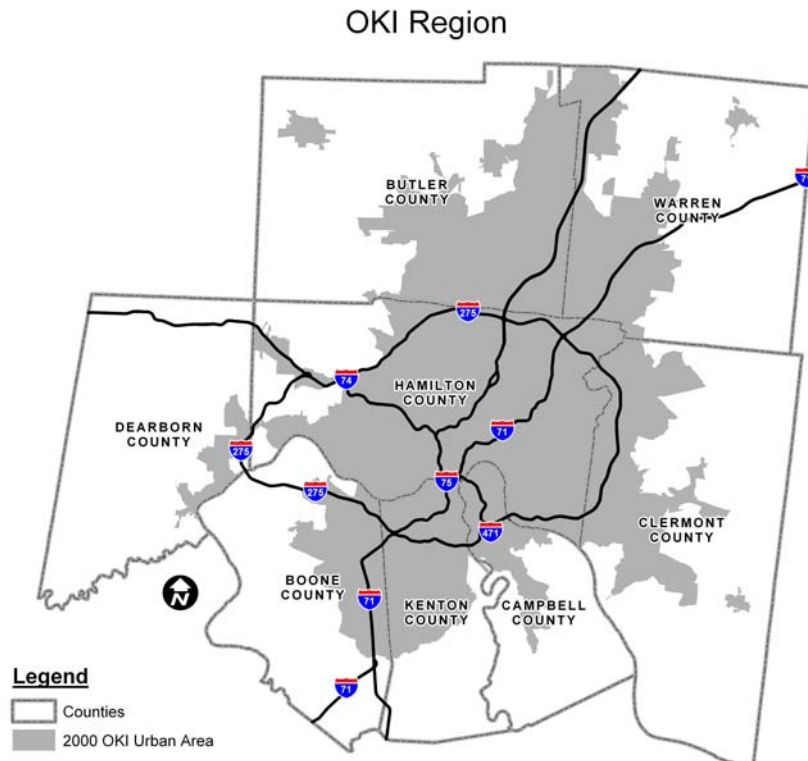 OKI Region
BUTLER
COUNTY
WARREN
COUNTY
71
275
74
HAMILTON
COUNTY
DEARBORN
COUNTY
71
275
275
75
471
CLERMONT
COUNTY
N
BOONE
COUNTY
71
KENTON
COUNTY
CAMPBELL
COUNTY
71
Legend
Counties
2000 OKI Urban Area